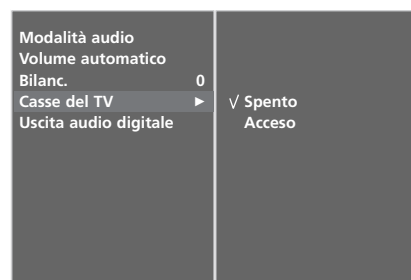 Modalità audio
Volume automatico
Bilanc. 0
Casse del TV ► √ Spento
Acceso
Uscita audio digitale